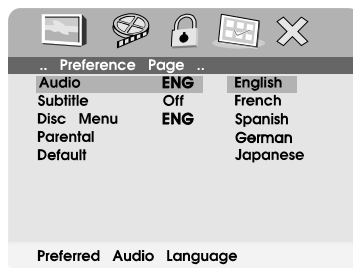 .. Preference Page ..
Audio ENG English
Subtitle Off French
Disc Menu ENG Spanish
Parental German
Default Japanese
Preferred Audio Language